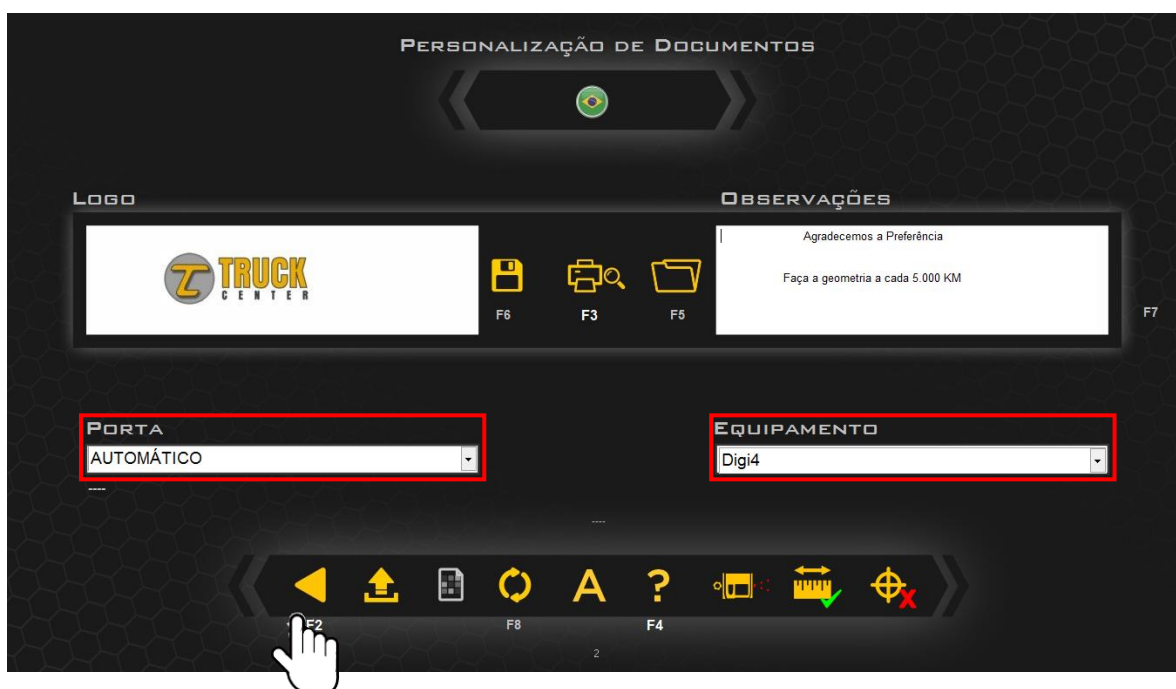 Personalização de Documentos
Logo
Observações
TRUCK
CENTER
Agradecemos a Preferência
Faça a geometria a cada 5.000 KM
F6
F3
F5
F7
Porta
AUTOMÁTICO
----
Equipamento
Digi4
----
A
?
F2
F8
F4
2